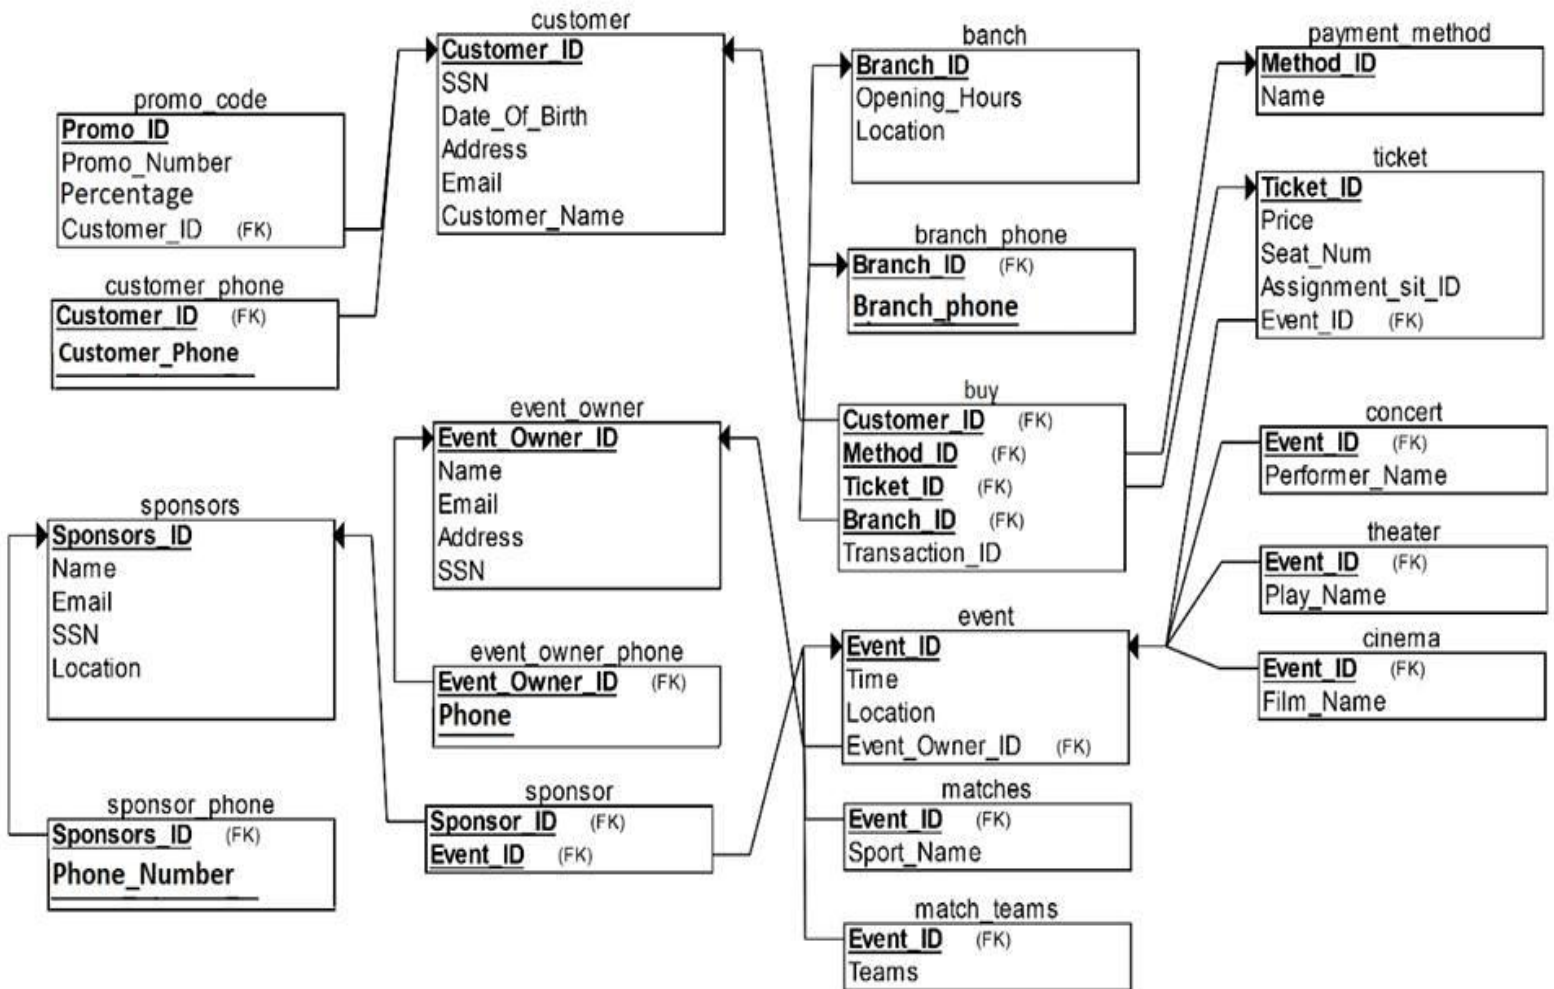 customer
Customer_ID
SSN
Date_Of_Birth
Address
Email
Customer_Name
banch
Branch_ID
Opening_Hours
Location
payment_method
Method_ID
Name
promo_code
Promo_ID
Promo_Number
Percentage
Customer_ID (FK)
customer_phone
Customer_ID (FK)
Customer_Phone
branch_phone
Branch_ID (FK)
Branch_phone
ticket
Ticket_ID
Price
Seat_Num
Assignment_sit_ID
Event_ID (FK)
buy
Customer_ID (FK)
Method_ID (FK)
Ticket_ID (FK)
Branch_ID (FK)
Transaction_ID
event_owner
Event_Owner_ID
Name
Email
Address
SSN
concert
Event_ID (FK)
Performer_Name
sponsors
Sponsors_ID
Name
Email
SSN
Location
theater
Event_ID (FK)
Play_Name
event
Event_ID
Time
Location
Event_Owner_ID (FK)
cinema
Event_ID (FK)
Film_Name
event_owner_phone
Event_Owner_ID (FK)
Phone
sponsor_phone
Sponsors_ID (FK)
Phone_Number
sponsor
Sponsor_ID (FK)
Event_ID (FK)
matches
Event_ID (FK)
Sport_Name
match_teams
Event_ID (FK)
Teams